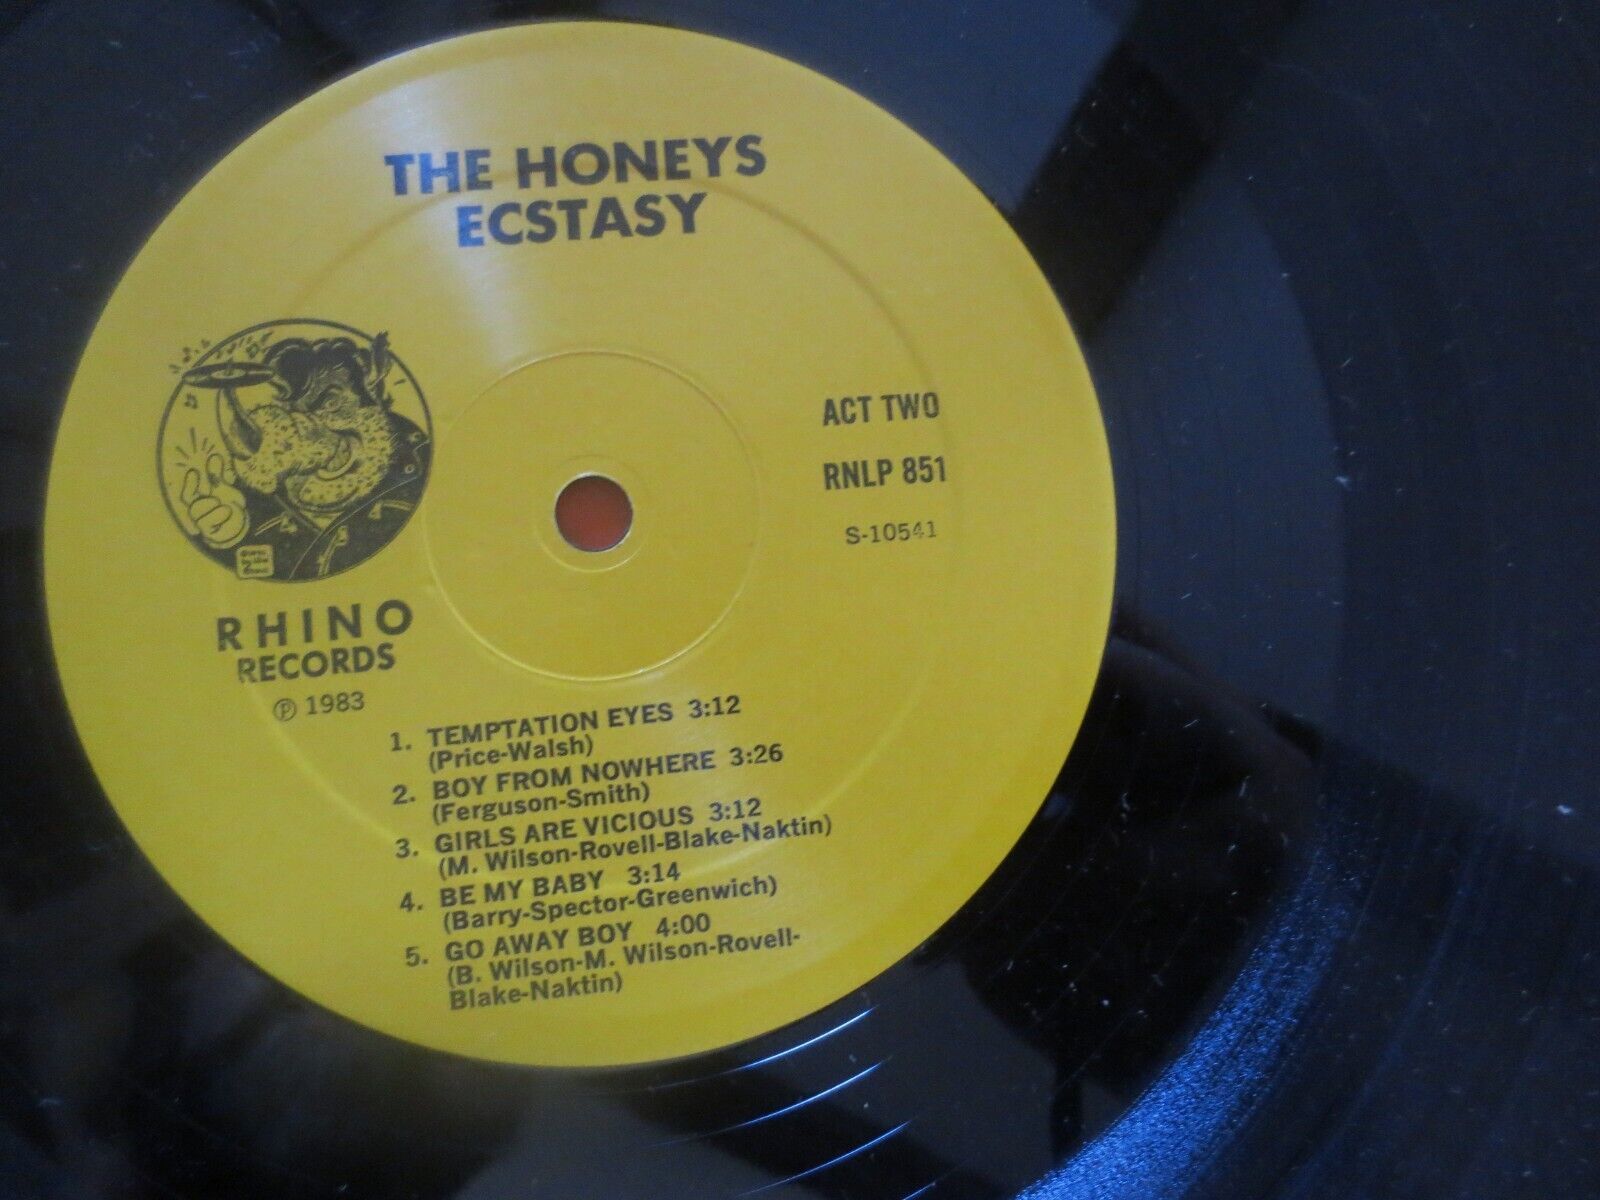 THE HONEYS
ECSTASY
ACT TWO
RNLP 851
S-10541
RHINO
RECORDS
℗ 1983
1. TEMPTATION EYES 3:12
(Price-Walsh)
2. BOY FROM NOWHERE 3:26
(Ferguson-Smith)
3. GIRLS ARE VICIOUS 3:12
(M. Wilson-Rovell-Blake-Naktin)
4. BE MY BABY 3:14
(Barry-Spector-Greenwich)
5. GO AWAY BOY 4:00
(B. Wilson-M. Wilson-Rovell-
Blake-Naktin)